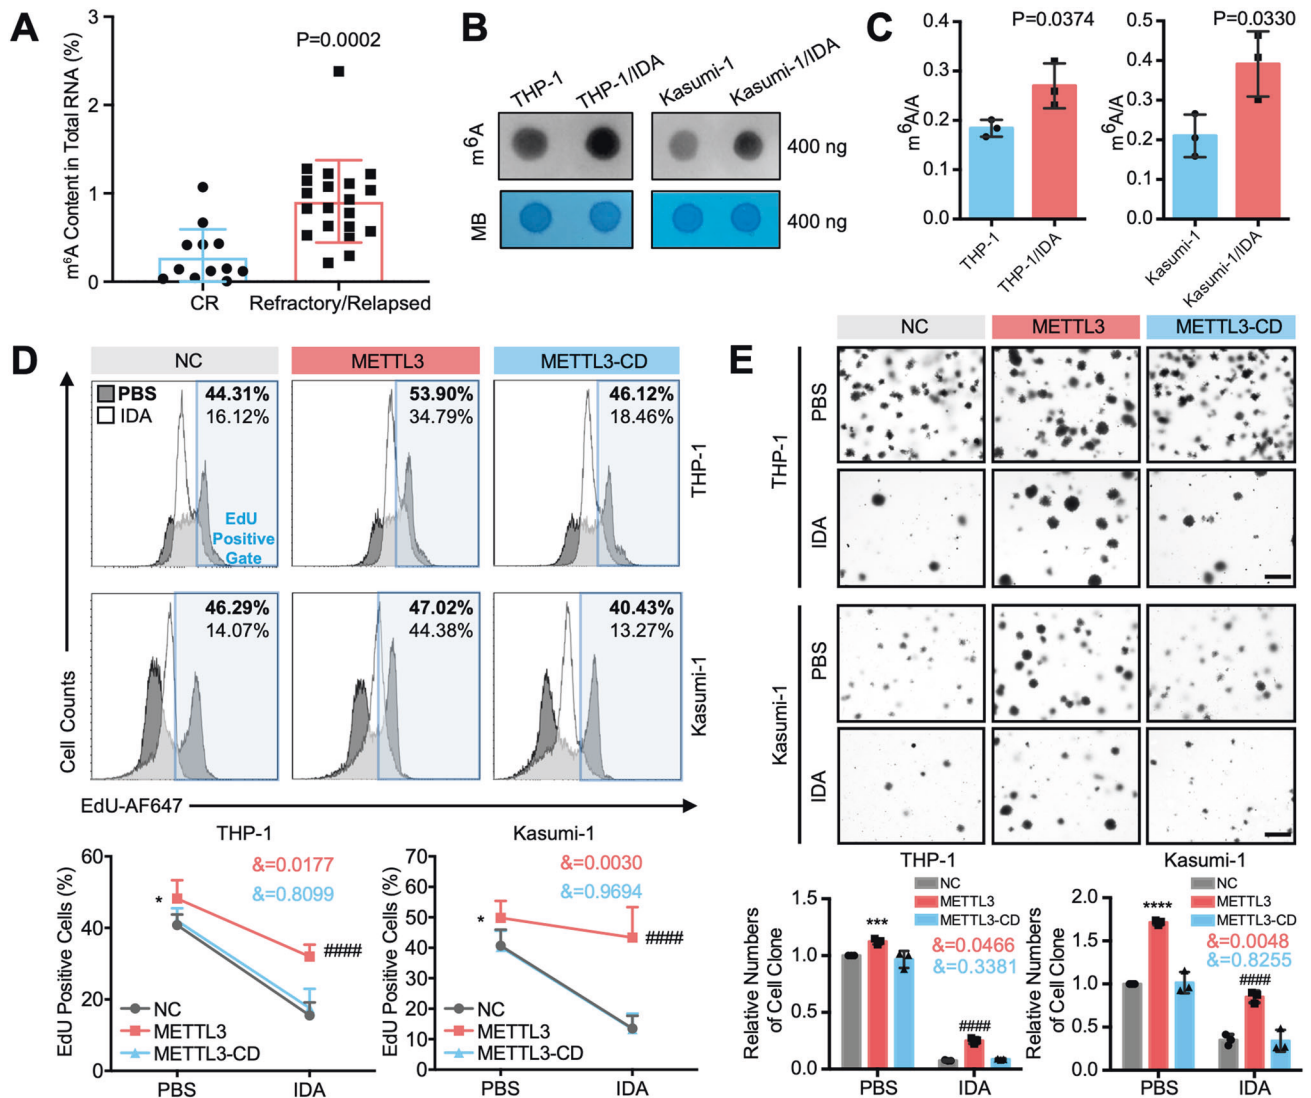 A
m⁶A Content in Total RNA (%)
3
2
1
0
P=0.0002
CR
Refractory/Relapsed
B
THP-1
THP-1/IDA
Kasumi-1
Kasumi-1/IDA
m⁶A
400 ng
MB
400 ng
C
P=0.0374
m⁶A/A
0.4
0.3
0.2
0.1
0.0
THP-1
THP-1/IDA
P=0.0330
m⁶A/A
0.5
0.4
0.3
0.2
0.1
0.0
Kasumi-1
Kasumi-1/IDA
D
NC
METTL3
METTL3-CD
PBS
IDA
44.31%
16.12%
EdU
Positive
Gate
53.90%
34.79%
46.12%
18.46%
THP-1
46.29%
14.07%
47.02%
44.38%
40.43%
13.27%
Kasumi-1
Cell Counts
EdU-AF647
THP-1
EdU Positive Cells (%)
60
40
20
0
&=0.0177
&=0.8099
*
####
NC
METTL3
METTL3-CD
PBS
IDA
Kasumi-1
EdU Positive Cells (%)
70
60
50
40
30
20
10
0
&=0.0030
&=0.9694
*
####
NC
METTL3
METTL3-CD
PBS
IDA
E
NC
METTL3
METTL3-CD
THP-1
PBS
IDA
Kasumi-1
PBS
IDA
THP-1
Relative Numbers
of Cell Clone
1.5
1.0
0.5
0.0
NC
METTL3
METTL3-CD
&=0.0466
&=0.3381
***
####
PBS
IDA
Kasumi-1
Relative Numbers
of Cell Clone
2.0
1.5
1.0
0.5
0.0
NC
METTL3
METTL3-CD
&=0.0048
&=0.8255
****
####
PBS
IDA